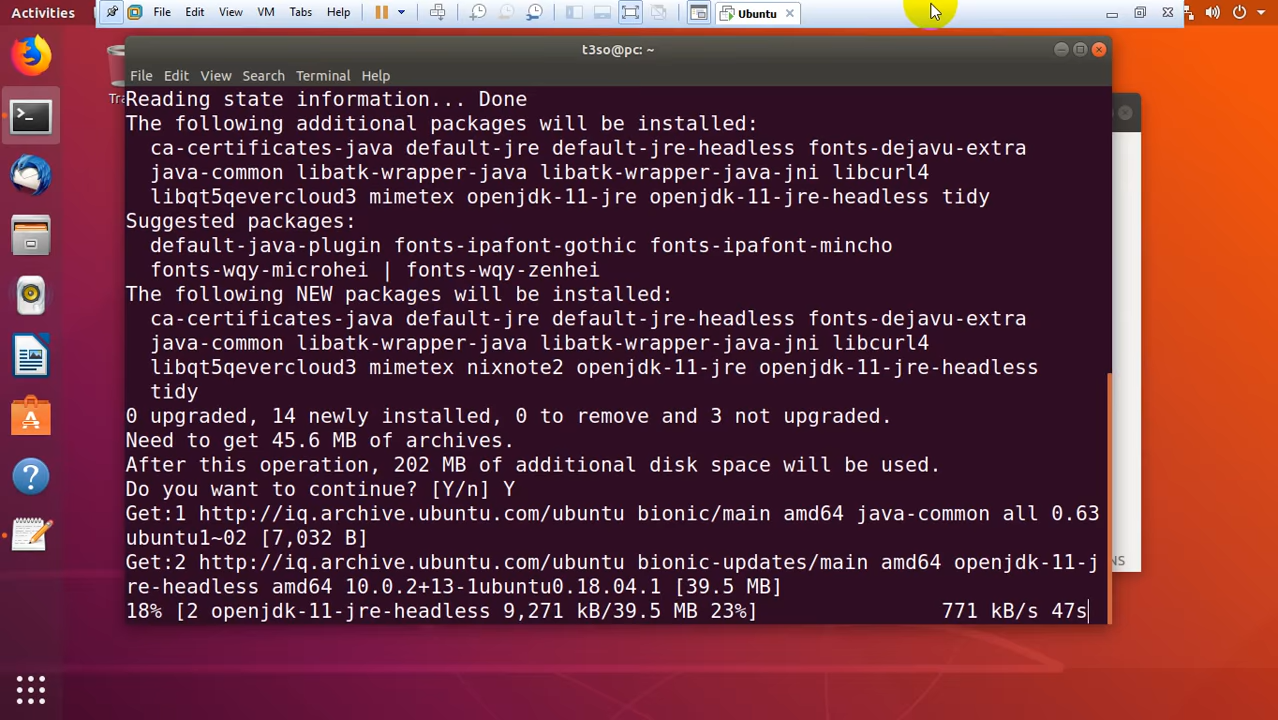 Activities
File Edit View VM Tabs Help
Ubuntu
t3so@pc: ~
File Edit View Search Terminal Help
Reading state information... Done
The following additional packages will be installed:
ca-certificates-java default-jre default-jre-headless fonts-dejavu-extra
java-common libatk-wrapper-java libatk-wrapper-java-jni libcurl4
libqt5qevercloud3 mimetex openjdk-11-jre openjdk-11-jre-headless tidy
Suggested packages:
default-java-plugin fonts-ipafont-gothic fonts-ipafont-mincho
fonts-wqy-microhei | fonts-wqy-zenhei
The following NEW packages will be installed:
ca-certificates-java default-jre default-jre-headless fonts-dejavu-extra
java-common libatk-wrapper-java libatk-wrapper-java-jni libcurl4
libqt5qevercloud3 mimetex nixnote2 openjdk-11-jre openjdk-11-jre-headless
tidy
0 upgraded, 14 newly installed, 0 to remove and 3 not upgraded.
Need to get 45.6 MB of archives.
After this operation, 202 MB of additional disk space will be used.
Do you want to continue? [Y/n] Y
Get:1 http://iq.archive.ubuntu.com/ubuntu bionic/main amd64 java-common all 0.63
ubuntu1~02 [7,032 B]
Get:2 http://iq.archive.ubuntu.com/ubuntu bionic-updates/main amd64 openjdk-11-j
re-headless amd64 10.0.2+13-1ubuntu0.18.04.1 [39.5 MB]
18% [2 openjdk-11-jre-headless 9,271 kB/39.5 MB 23%] 771 kB/s 47s